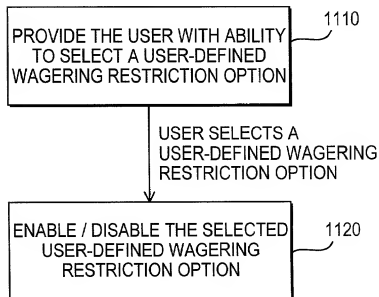 1110
PROVIDE THE USER WITH ABILITY
TO SELECT A USER-DEFINED
WAGERING RESTRICTION OPTION
USER SELECTS A
USER-DEFINED WAGERING
RESTRICTION OPTION
ENABLE / DISABLE THE SELECTED
USER-DEFINED WAGERING
RESTRICTION OPTION
1120